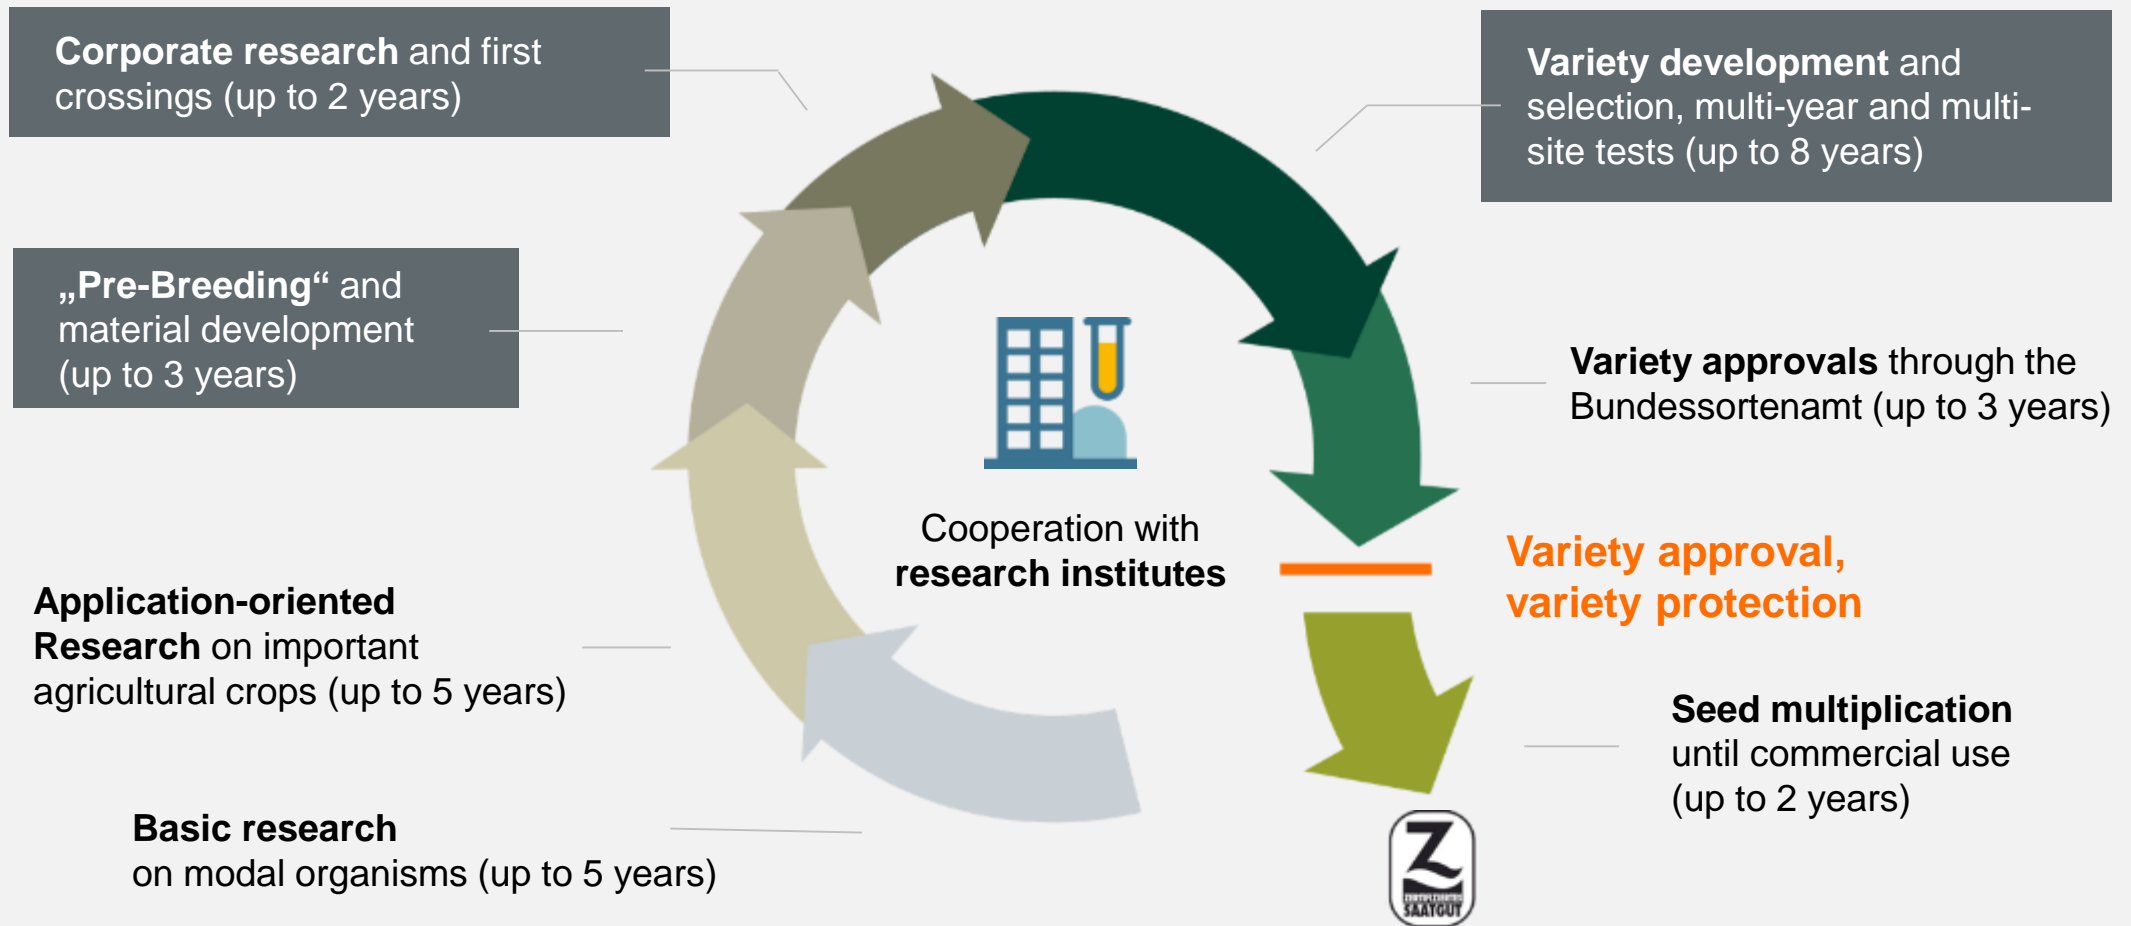 Corporate research and first
crossings (up to 2 years)
Variety development and
selection, multi-year and multi-
site tests (up to 8 years)
„Pre-Breeding“ and
material development
(up to 3 years)
Variety approvals through the
Bundessortenamt (up to 3 years)
Cooperation with
research institutes
Variety approval,
variety protection
Application-oriented
Research on important
agricultural crops (up to 5 years)
Seed multiplication
until commercial use
(up to 2 years)
Basic research
on modal organisms (up to 5 years)
Z
ZERTIFIZIERTES
SAATGUT